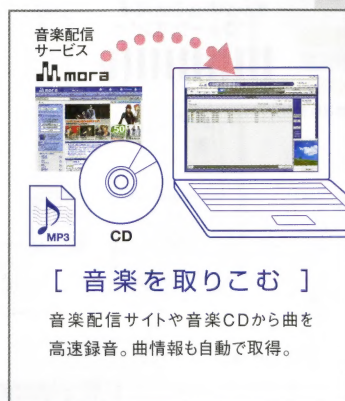 音楽配信
サービス
mora
MP3
CD
[ 音楽を取りこむ ]
音楽配信サイトや音楽CDから曲を
高速録音。曲情報も自動で取得。